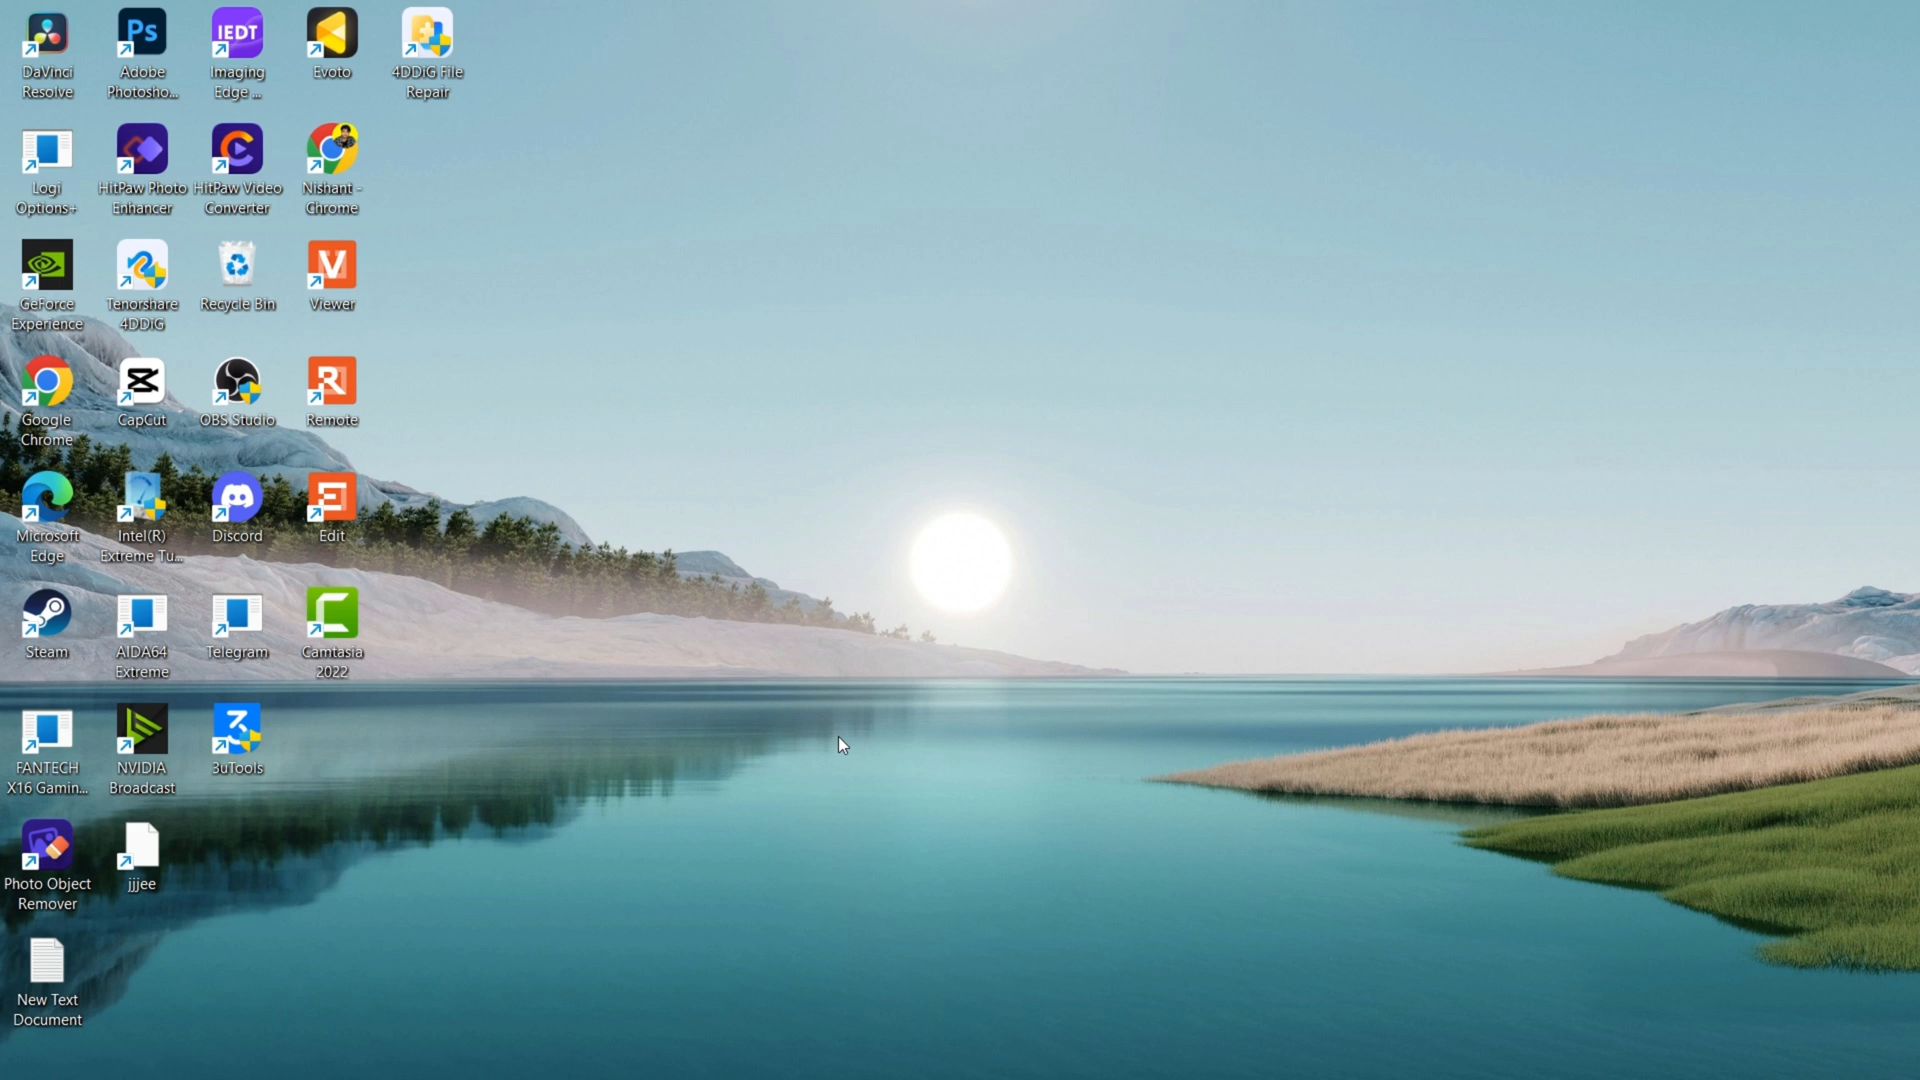 DaVinci
Resolve
Ps
Adobe
Photosho...
IEDT
Imaging
Edge ...
Evoto
4DDiG File
Repair
Logi
Options+
HitPaw Photo
Enhancer
HitPaw Video
Converter
Nishant -
Chrome
GeForce
Experience
Tenorshare
4DDiG
Recycle Bin
V
Viewer
Google
Chrome
CapCut
OBS Studio
R
Remote
Microsoft
Edge
Intel(R)
Extreme Tu...
Discord
E
Edit
Steam
AIDA64
Extreme
Telegram
C
Camtasia
2022
FANTECH
X16 Gamin...
NVIDIA
Broadcast
3uTools
Photo Object
Remover
jjjee
New Text
Document